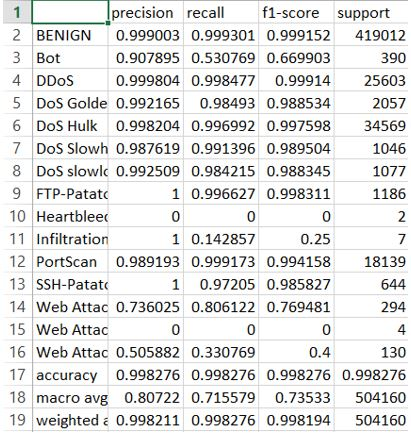 1 precision recall f1-score support
2 BENIGN 0.999003 0.999301 0.999152 419012
3 Bot 0.907895 0.530769 0.669903 390
4 DDoS 0.999804 0.998477 0.99914 25603
5 DoS Golde 0.992165 0.98493 0.988534 2057
6 DoS Hulk 0.998204 0.996992 0.997598 34569
7 DoS Slowh 0.987619 0.991396 0.989504 1046
8 DoS slowlo 0.992509 0.984215 0.988345 1077
9 FTP-Patato 1 0.996627 0.998311 1186
10 Heartbleed 0 0 0 2
11 Infiltration 1 0.142857 0.25 7
12 PortScan 0.989193 0.999173 0.994158 18139
13 SSH-Patato 1 0.97205 0.985827 644
14 Web Attac 0.736025 0.806122 0.769481 294
15 Web Attac 0 0 0 4
16 Web Attac 0.505882 0.330769 0.4 130
17 accuracy 0.998276 0.998276 0.998276 0.998276
18 macro avg 0.80722 0.715579 0.73533 504160
19 weighted a 0.998211 0.998276 0.998194 504160